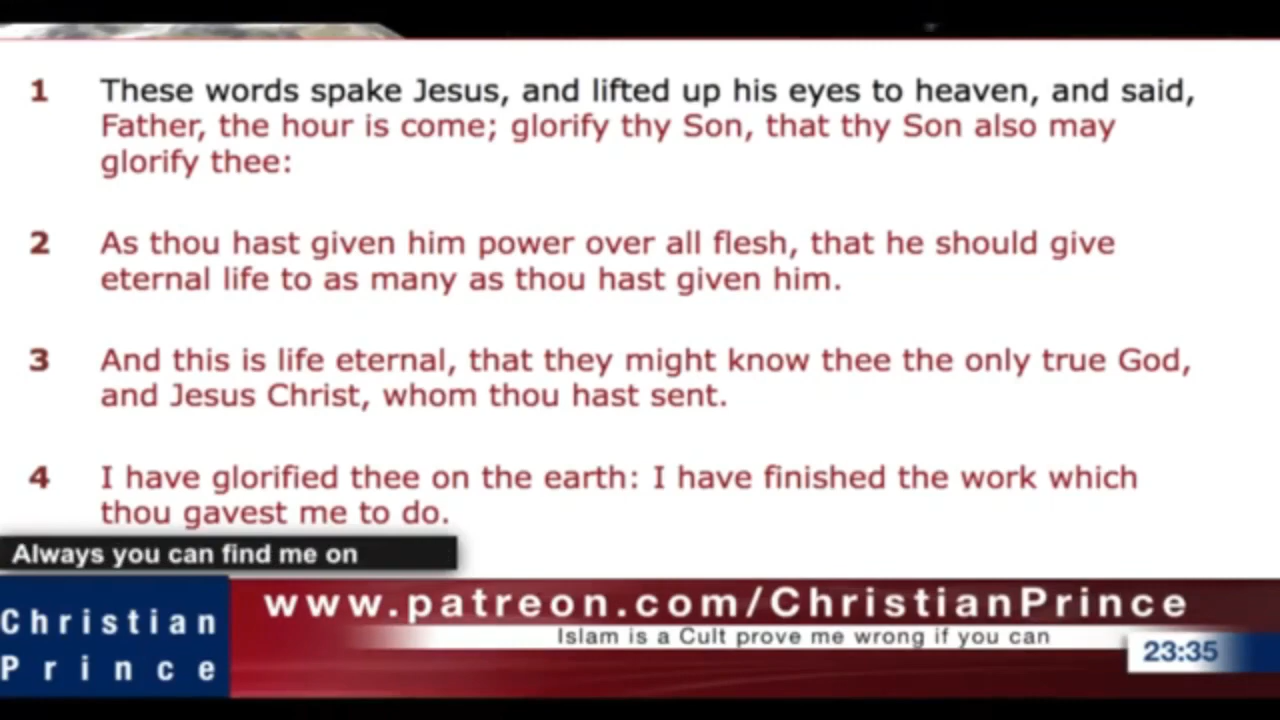 1 These words spake Jesus, and lifted up his eyes to heaven, and said,
Father, the hour is come; glorify thy Son, that thy Son also may
glorify thee:
2 As thou hast given him power over all flesh, that he should give
eternal life to as many as thou hast given him.
3 And this is life eternal, that they might know thee the only true God,
and Jesus Christ, whom thou hast sent.
4 I have glorified thee on the earth: I have finished the work which
thou gavest me to do.
Always you can find me on
Christian
Prince
www.patreon.com/ChristianPrince
Islam is a Cult prove me wrong if you can
23:35